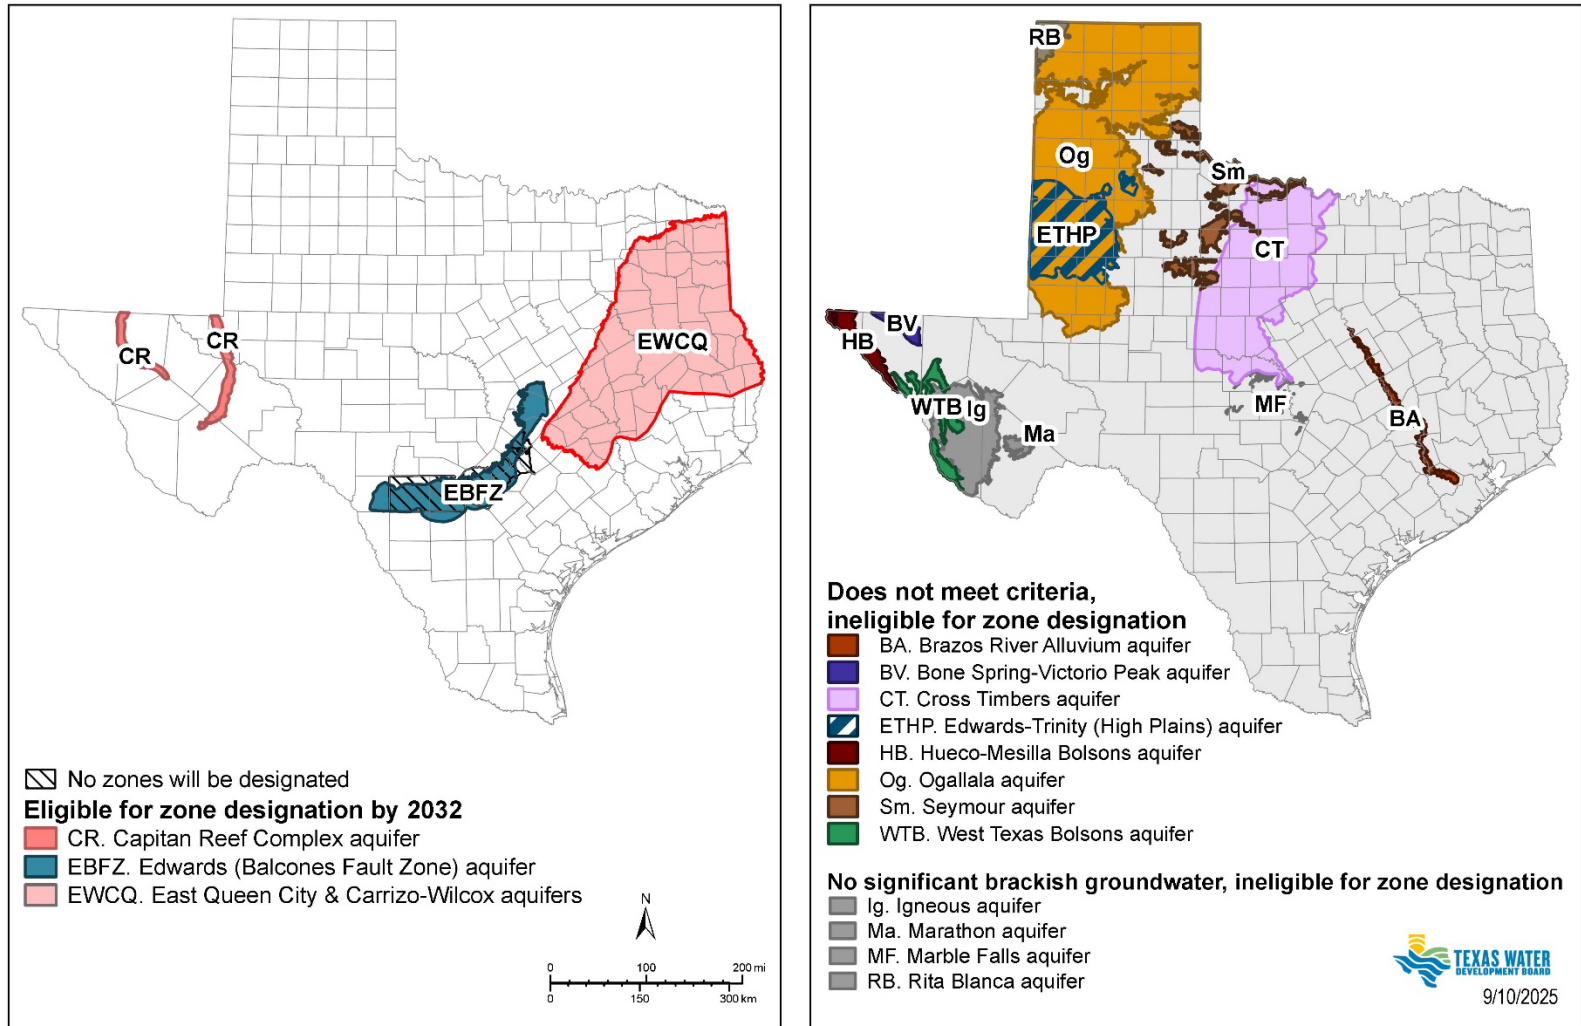 CR
CR
EWCQ
EBFZ
No zones will be designated
Eligible for zone designation by 2032
CR. Capitan Reef Complex aquifer
EBFZ. Edwards (Balcones Fault Zone) aquifer
EWCQ. East Queen City & Carrizo-Wilcox aquifers
N
0 100 200 mi
0 150 300 km
RB
Og
Sm
ETHP
CT
BV
HB
WTB
Ig
Ma
MF
BA
Does not meet criteria,
ineligible for zone designation
BA. Brazos River Alluvium aquifer
BV. Bone Spring-Victorio Peak aquifer
CT. Cross Timbers aquifer
ETHP. Edwards-Trinity (High Plains) aquifer
HB. Hueco-Mesilla Bolsons aquifer
Og. Ogallala aquifer
Sm. Seymour aquifer
WTB. West Texas Bolsons aquifer
No significant brackish groundwater, ineligible for zone designation
Ig. Igneous aquifer
Ma. Marathon aquifer
MF. Marble Falls aquifer
RB. Rita Blanca aquifer
TEXAS WATER
DEVELOPMENT BOARD
9/10/2025